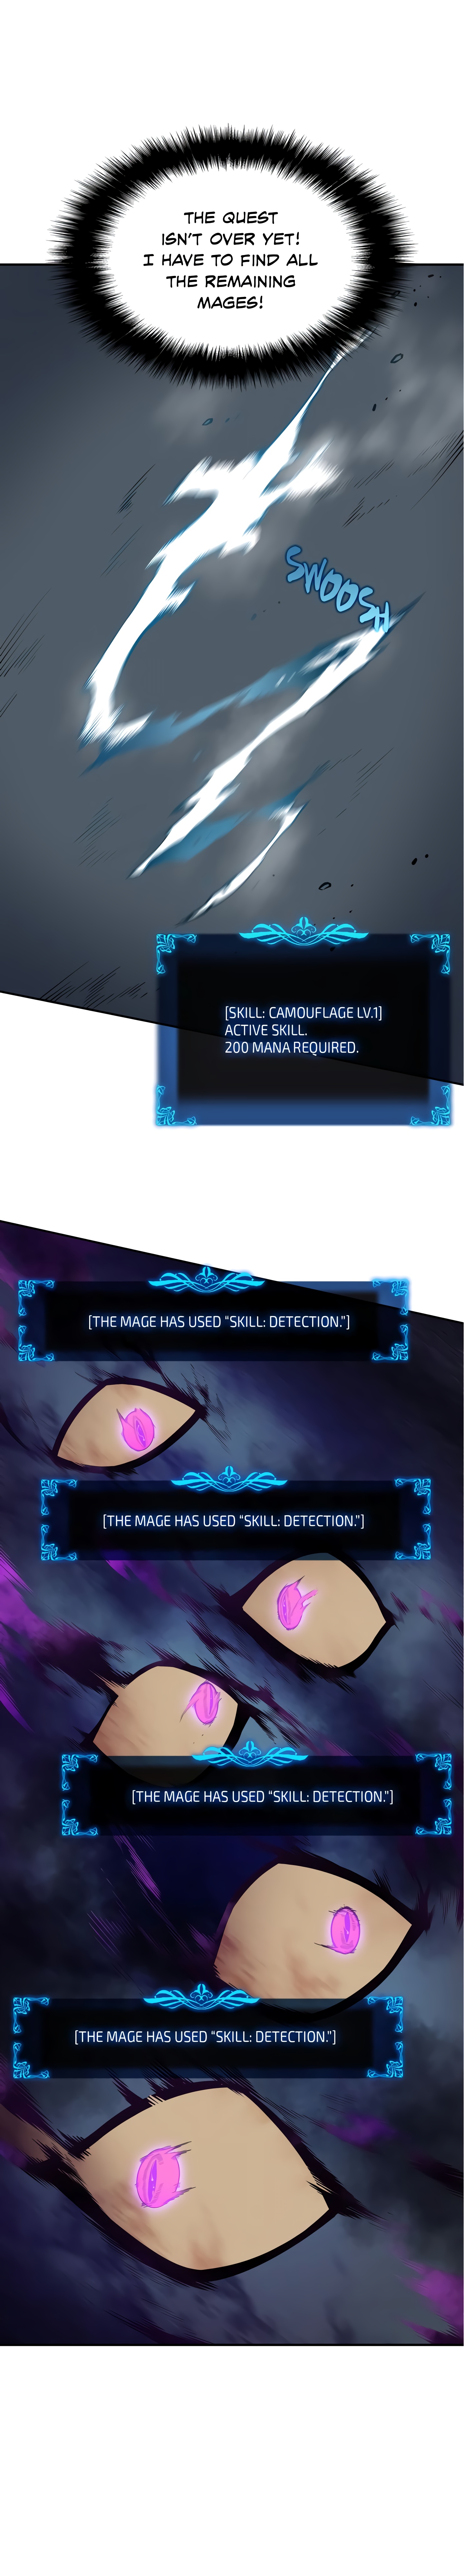 THE QUEST
ISN'T OVER YET!
I HAVE TO FIND ALL
THE REMAINING
MAGES!
SWOOSH
[SKILL: CAMOUFLAGE LV.1]
ACTIVE SKILL.
200 MANA REQUIRED.
[THE MAGE HAS USED “SKILL: DETECTION.”]
[THE MAGE HAS USED “SKILL: DETECTION.”]
[THE MAGE HAS USED “SKILL: DETECTION.”]
[THE MAGE HAS USED “SKILL: DETECTION.”]